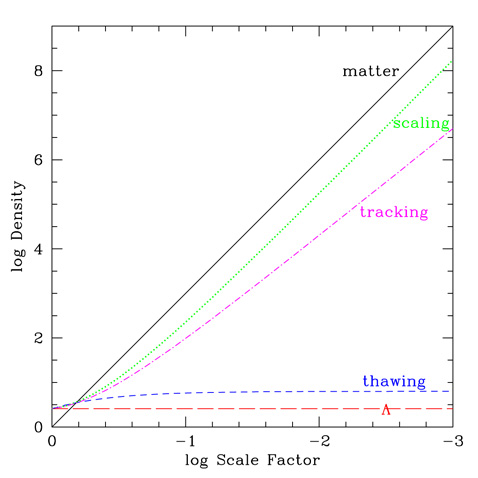 8
matter
scaling
6
tracking
log Density
4
2
thawing
Λ
0
0 −1 −2 −3
log Scale Factor